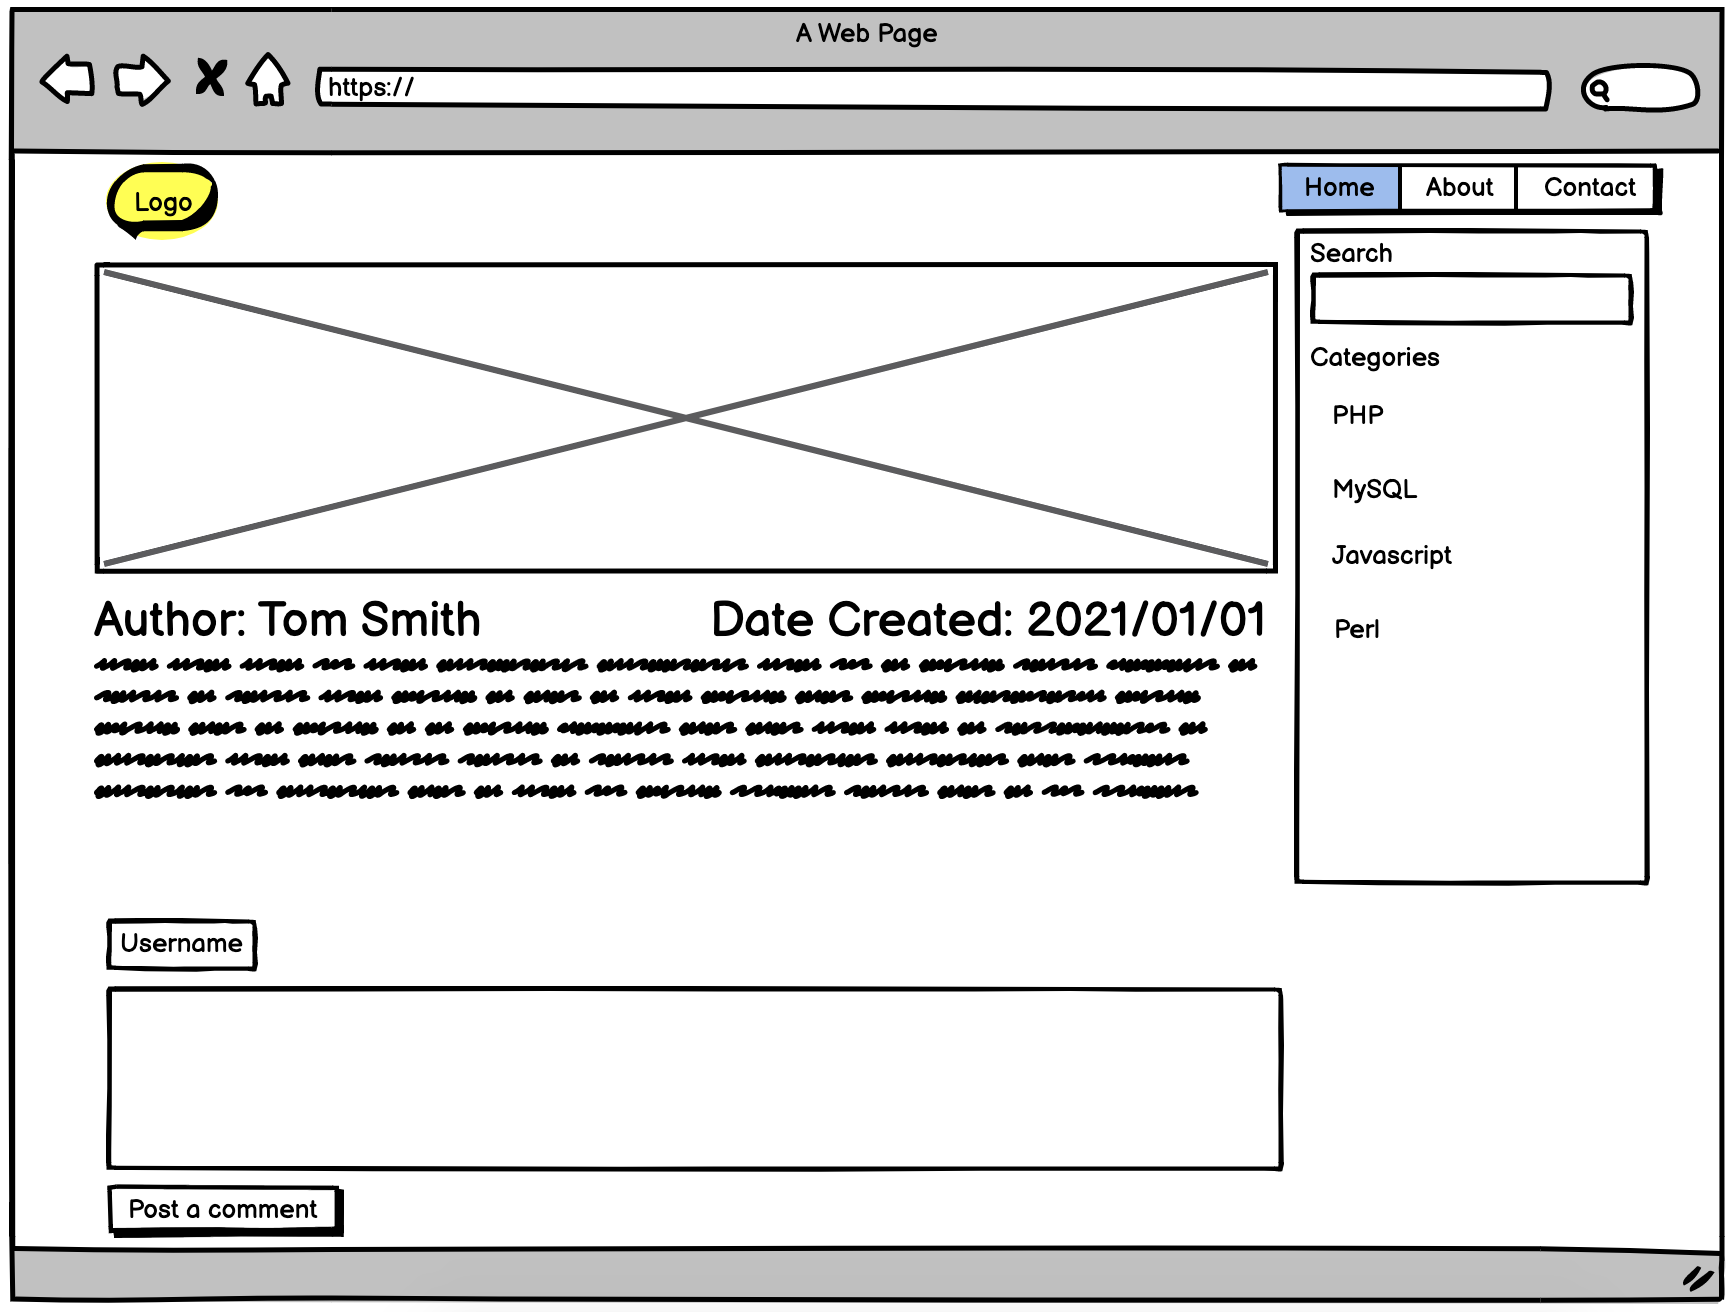 A Web Page
https://
Logo
Home About Contact
Search
Categories
PHP
MySQL
Javascript
Perl
Author: Tom Smith Date Created: 2021/01/01
Username
Post a comment